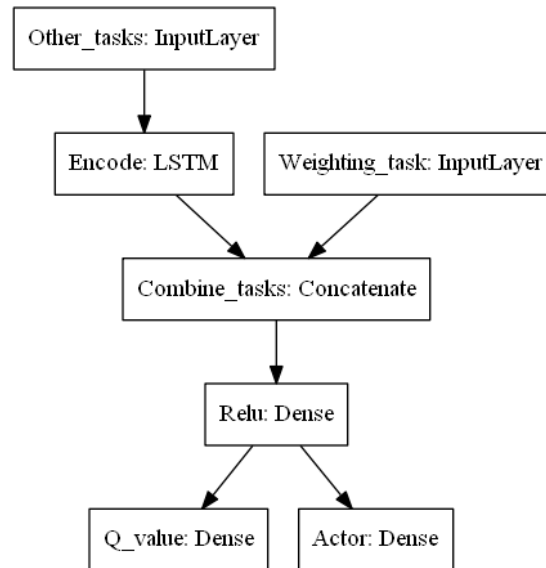 Other_tasks: InputLayer
Encode: LSTM
Weighting_task: InputLayer
Combine_tasks: Concatenate
Relu: Dense
Q_value: Dense
Actor: Dense